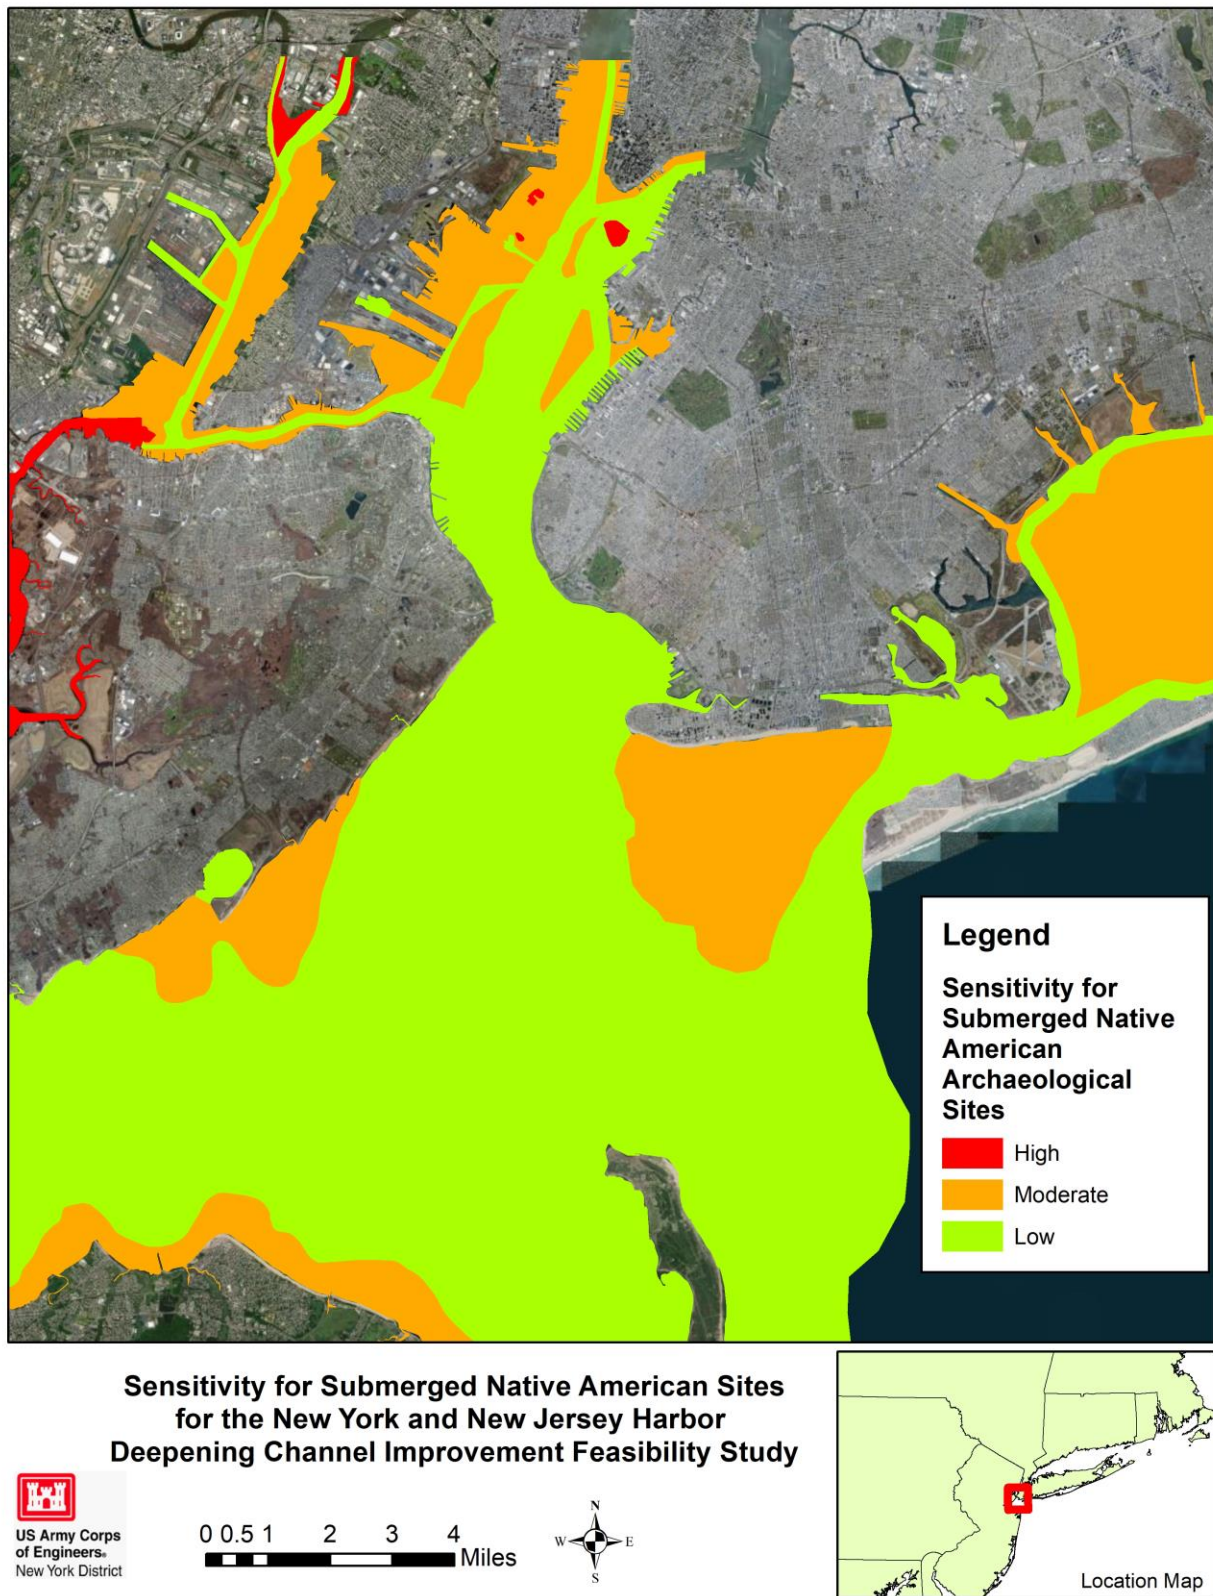 Legend
Sensitivity for
Submerged Native
American
Archaeological
Sites
High
Moderate
Low
Sensitivity for Submerged Native American Sites
for the New York and New Jersey Harbor
Deepening Channel Improvement Feasibility Study
US Army Corps
of Engineers®
New York District
0 0.5 1 2 3 4
Miles
N
W E
S
Location Map